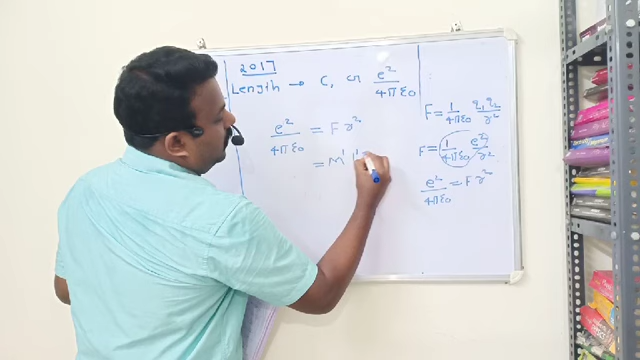 2017
Length → C, G, e²/4πε₀
e²/4πε₀ = F r²
= M¹ L¹
F = 1/4πε₀ q₁q₂/r²
F = 1/4πε₀ e²/r²
e²/4πε₀ = F r²